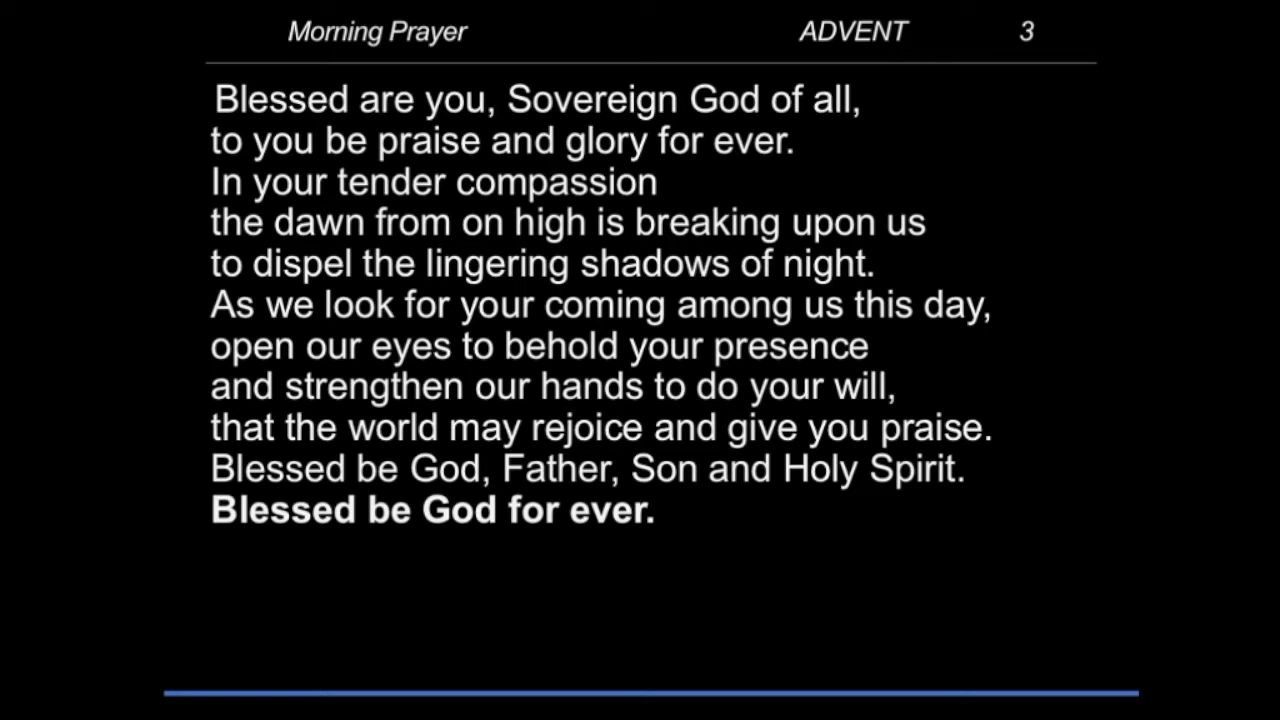 Morning Prayer ADVENT 3
Blessed are you, Sovereign God of all,
to you be praise and glory for ever.
In your tender compassion
the dawn from on high is breaking upon us
to dispel the lingering shadows of night.
As we look for your coming among us this day,
open our eyes to behold your presence
and strengthen our hands to do your will,
that the world may rejoice and give you praise.
Blessed be God, Father, Son and Holy Spirit.
Blessed be God for ever.